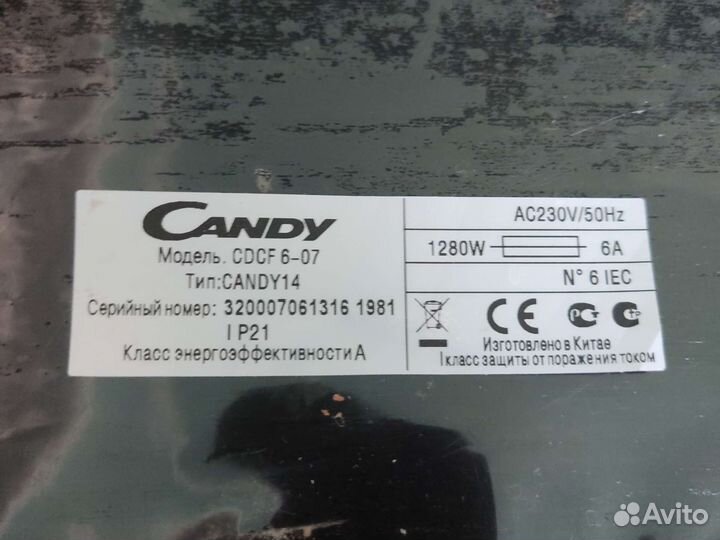 CANDY
Модель. CDCF 6-07
Тип:CANDY14
Серийный номер: 320007061316 1981
I P21
Класс энергоэффективности А
AC230V/50Hz
1280W 6A
N° 6 IEC
CE PCT
Изготовлено в Китае
I класс защиты от поражения током
Avito